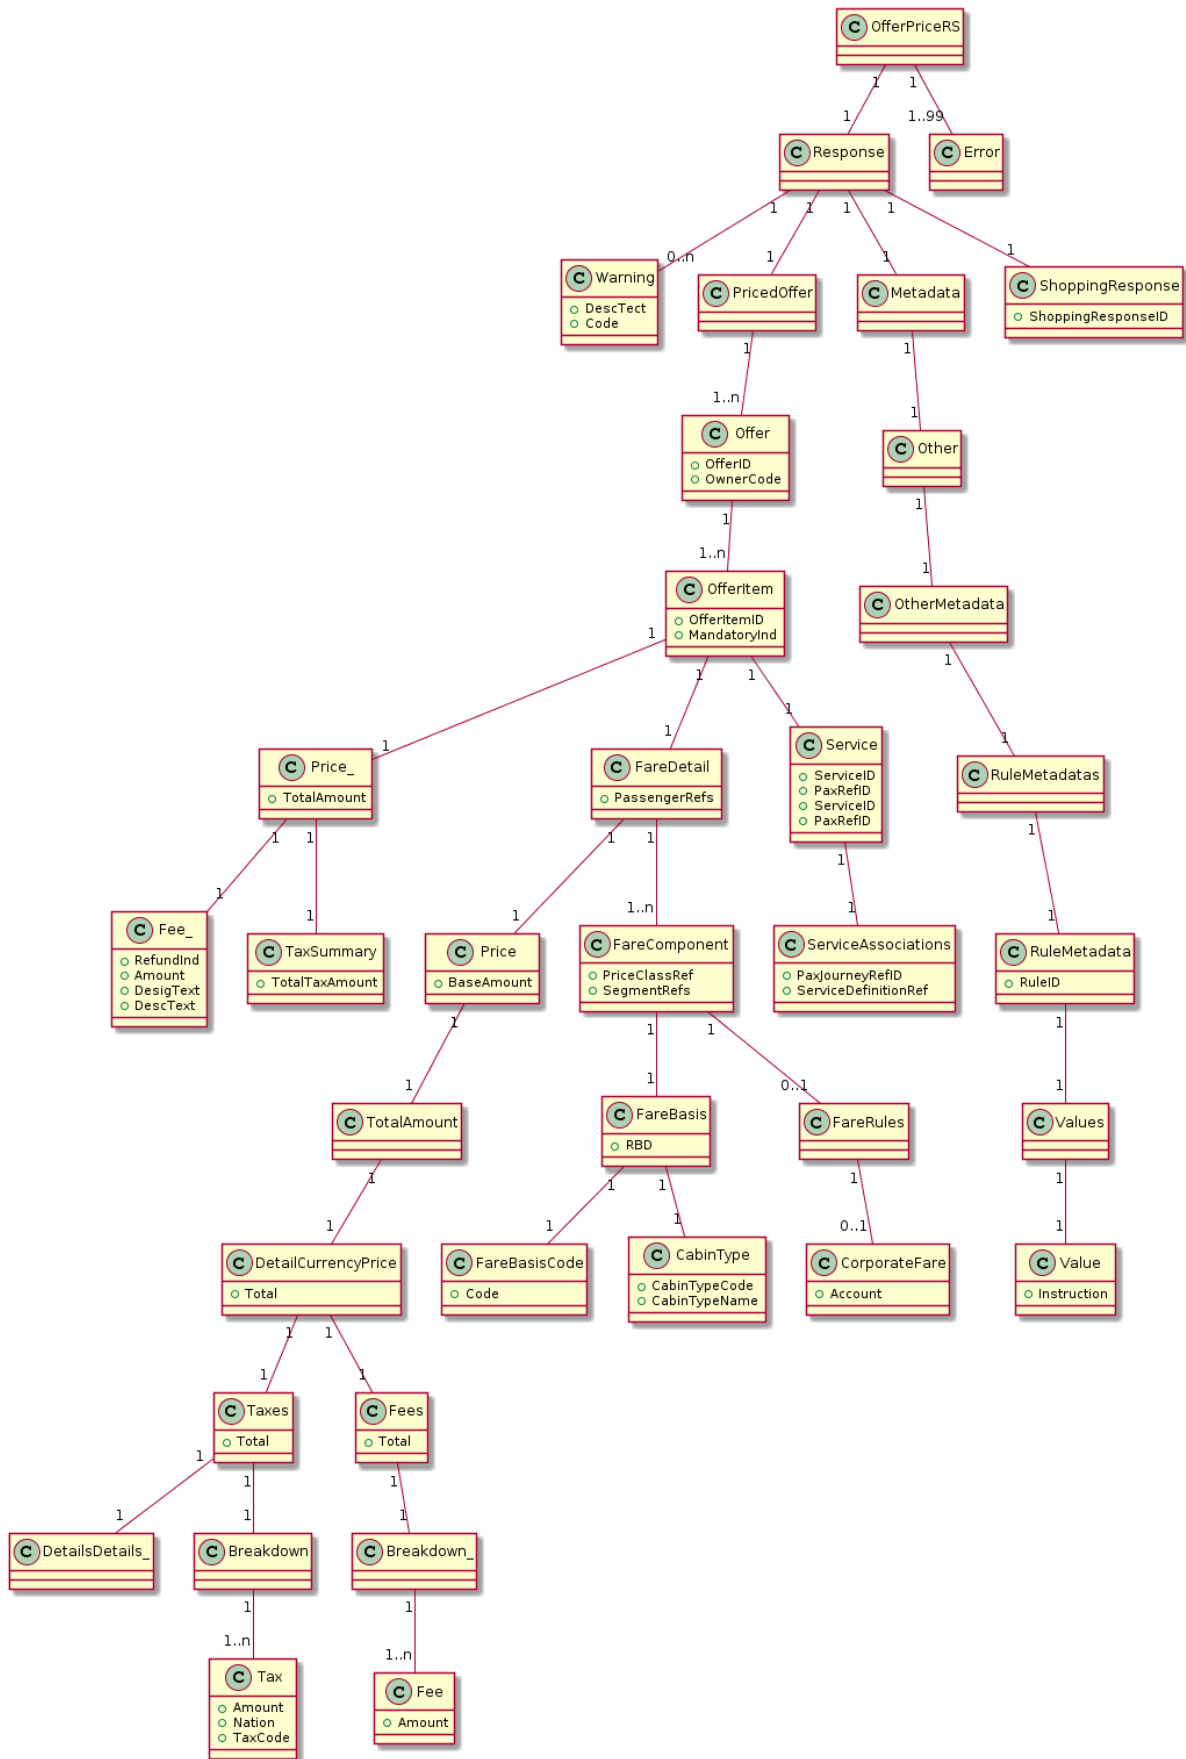 C OfferPriceRS
1 1
1 1..99
C Response
C Error
1 1 1 1
0..n 1 1 1
C Warning
DescTect
Code
C PricedOffer
C Metadata
C ShoppingResponse
ShoppingResponseID
1 1
1..n 1
C Offer
OfferID
OwnerCode
C Other
1 1
1..n 1
C OfferItem
OfferItemID
MandatoryInd
C OtherMetadata
1 1 1 1
1 1 1 1
C Price_
TotalAmount
C FareDetail
PassengerRefs
C Service
ServiceID
PaxRefID
ServiceID
PaxRefID
C RuleMetadatas
1 1 1 1 1 1
1 1 1 1..n 1 1
C Fee_
RefundInd
Amount
DesigText
DescText
C TaxSummary
TotalTaxAmount
C Price
BaseAmount
C FareComponent
PriceClassRef
SegmentRefs
C ServiceAssociations
PaxJourneyRefID
ServiceDefinitionRef
C RuleMetadata
RuleID
1 1 1 1
1 1 0..1 1
C TotalAmount
C FareBasis
RBD
C FareRules
C Values
1 1 1 1 1
1 1 1 0..1 1
C DetailCurrencyPrice
Total
C FareBasisCode
Code
C CabinType
CabinTypeCode
CabinTypeName
C CorporateFare
Account
C Value
Instruction
1 1
1 1
C Taxes
Total
C Fees
Total
1 1 1
1 1 1
C DetailsDetails_
C Breakdown
C Breakdown_
1 1
1..n 1..n
C Tax
Amount
Nation
TaxCode
C Fee
Amount